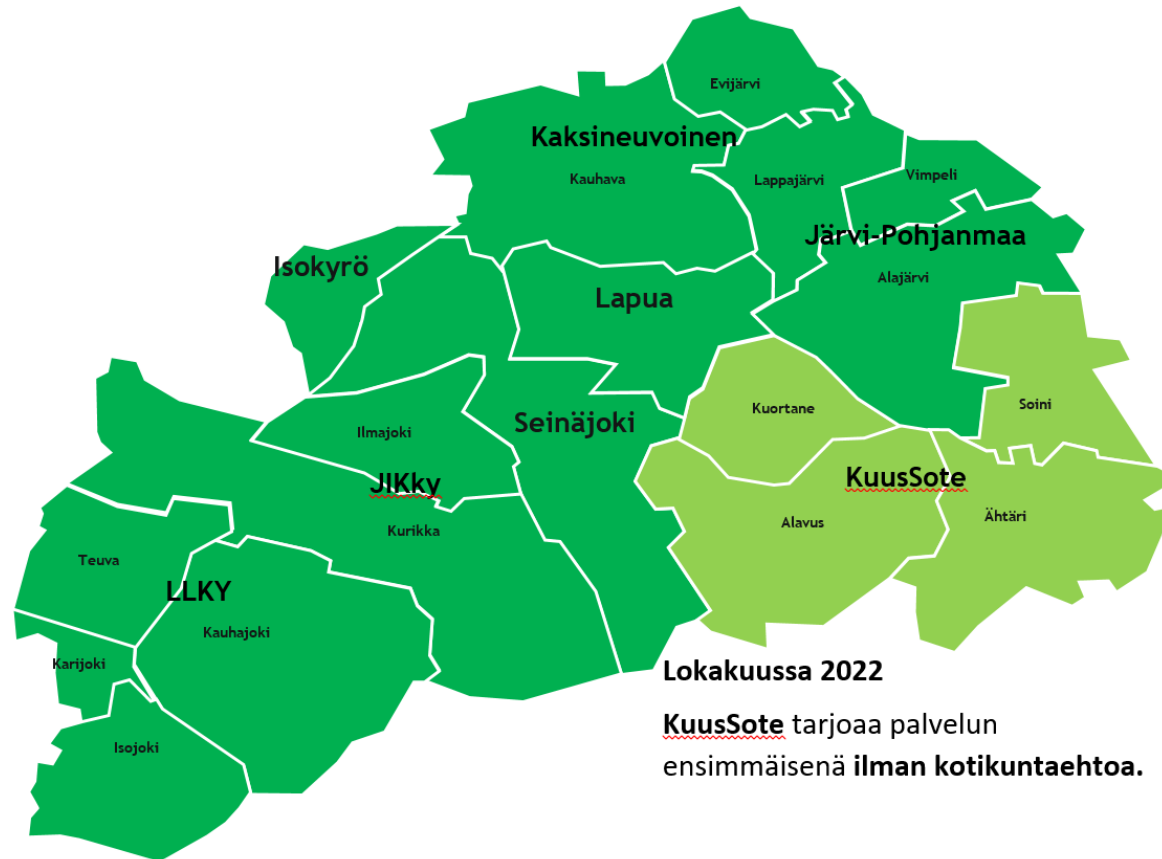 Evijärvi
Kaksineuvoinen
Kauhava
Lappajärvi
Vimpeli
Järvi-Pohjanmaa
Isokyrö
Alajärvi
Lapua
Kuortane
Soini
Seinäjoki
Ilmajoki
JIKky
KuusSote
Kurikka
Alavus
Ähtäri
Teuva
LLKY
Kauhajoki
Karijoki
Isojoki
Lokakuussa 2022
KuusSote tarjoaa palvelun
ensimmäisenä ilman kotikuntaehtoa.